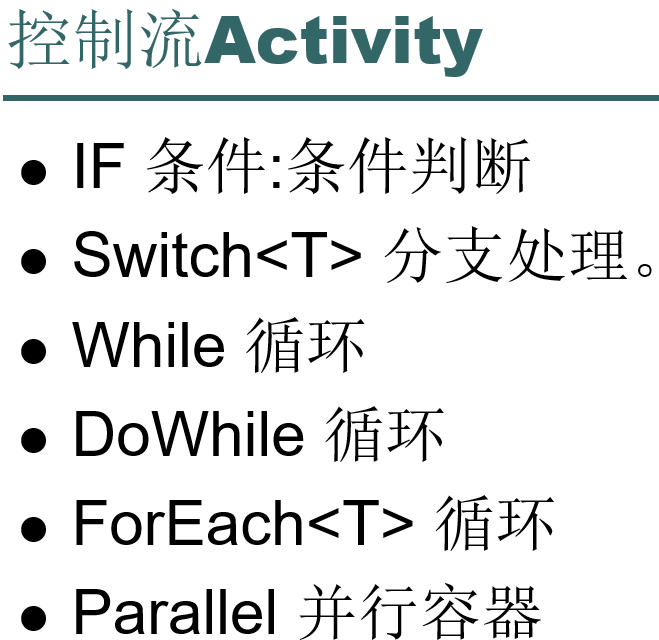 控制流Activity
● IF 条件:条件判断
● Switch<T> 分支处理。
● While 循环
● DoWhile 循环
● ForEach<T> 循环
● Parallel 并行容器